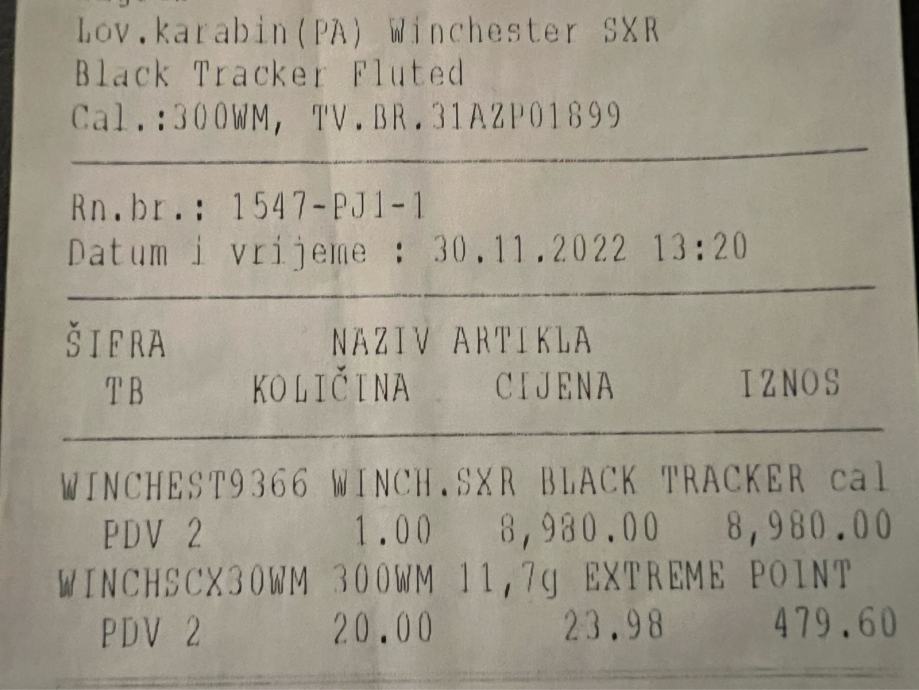 Lov.karabin(PA) Winchester SXR
Black Tracker Fluted
Cal.:300WM, TV.BR.31AZP01899
Rn.br.: 1547-PJ1-1
Datum i vrijeme : 30.11.2022 13:20
ŠIFRA NAZIV ARTIKLA
TB KOLIČINA CIJENA IZNOS
WINCHEST9366 WINCH.SXR BLACK TRACKER cal
PDV 2 1.00 8,980.00 8,980.00
WINCHSCX30WM 300WM 11,7g EXTREME POINT
PDV 2 20.00 23.98 479.60